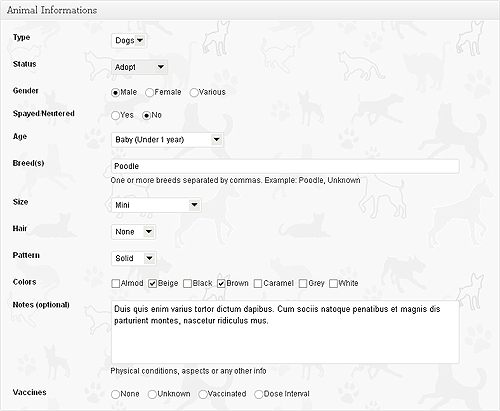 Animal Informations
Type Dogs
Status Adopt
Gender Male Female Various
Spayed/Neutered Yes No
Age Baby (Under 1 year)
Breed(s) Poodle
One or more breeds separated by commas. Example: Poodle, Unknown
Size Mini
Hair None
Pattern Solid
Colors Almod Beige Black Brown Caramel Grey White
Notes (optional) Duis quis enim varius tortor dictum dapibus. Cum sociis natoque penatibus et magnis dis
parturient montes, nascetur ridiculus mus.
Physical conditions, aspects or any other info
Vaccines None Unknown Vaccinated Dose Interval